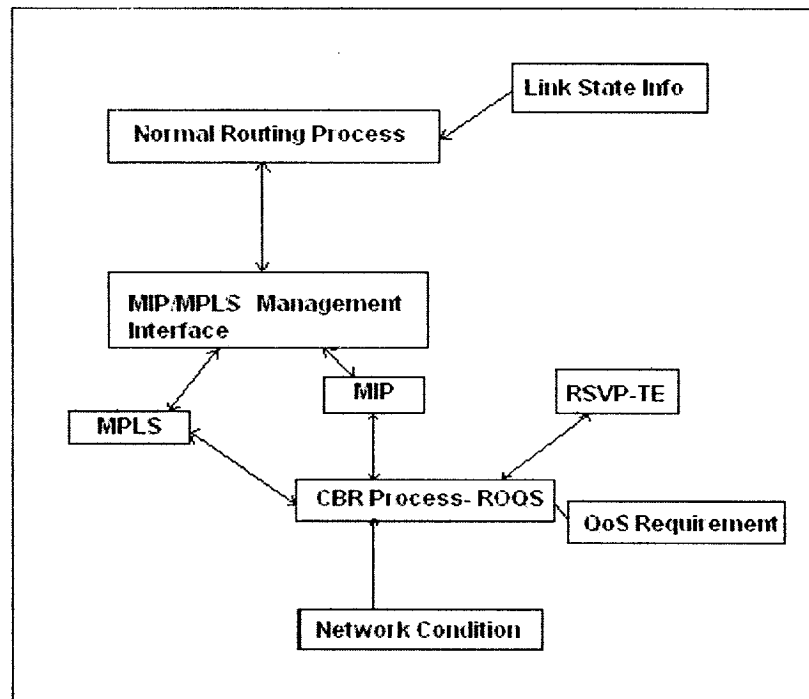 Link State Info
Normal Routing Process
MIP/MPLS Management
Interface
MIP
RSVP-TE
MPLS
CBR Process- ROQS
QoS Requirement
Network Condition